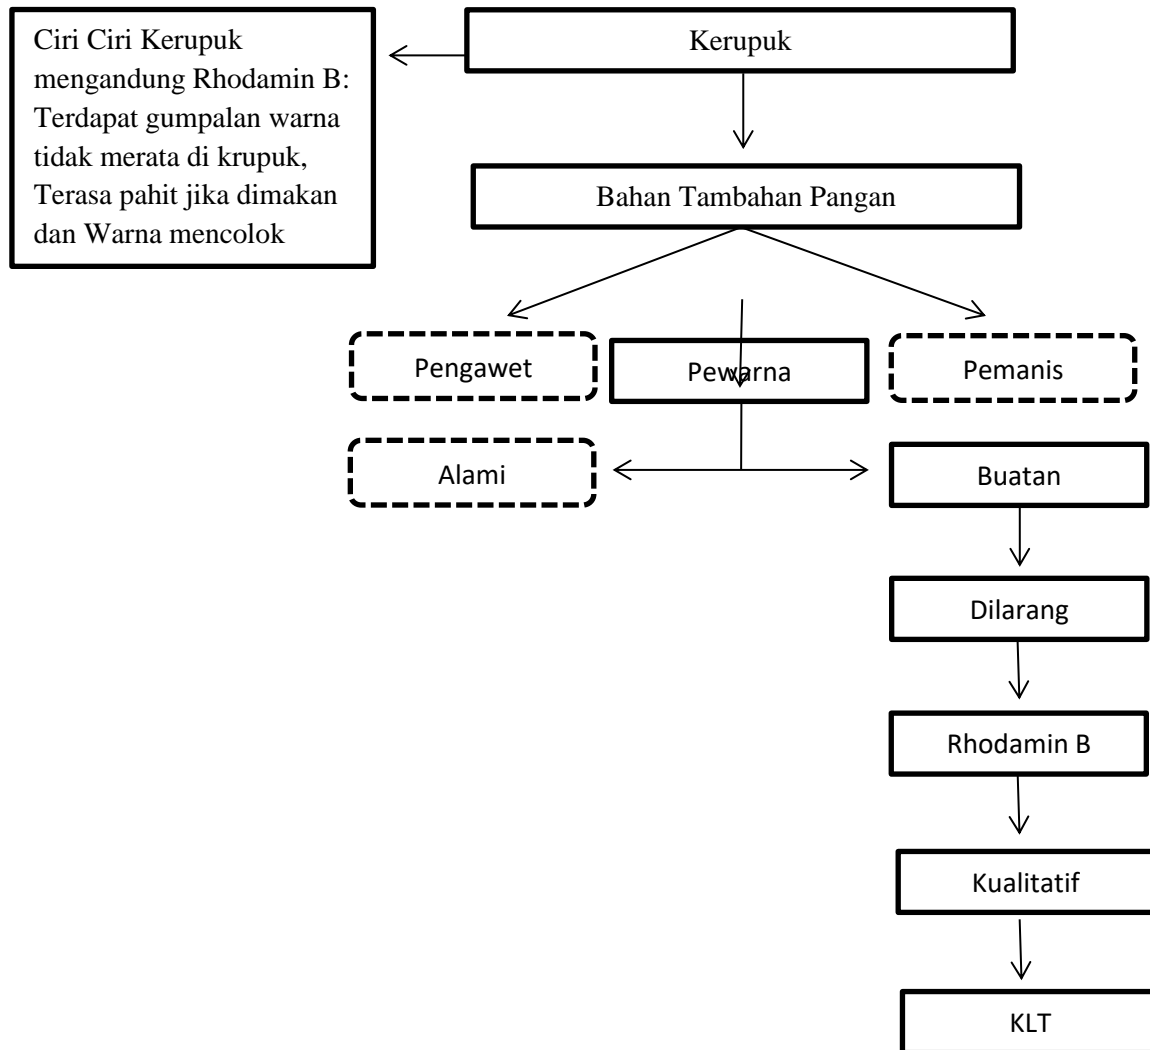 Ciri Ciri Kerupuk
mengandung Rhodamin B:
Terdapat gumpalan warna
tidak merata di krupuk,
Terasa pahit jika dimakan
dan Warna mencolok
Kerupuk
Bahan Tambahan Pangan
Pengawet
Pewarna
Pemanis
Alami
Buatan
Dilarang
Rhodamin B
Kualitatif
KLT